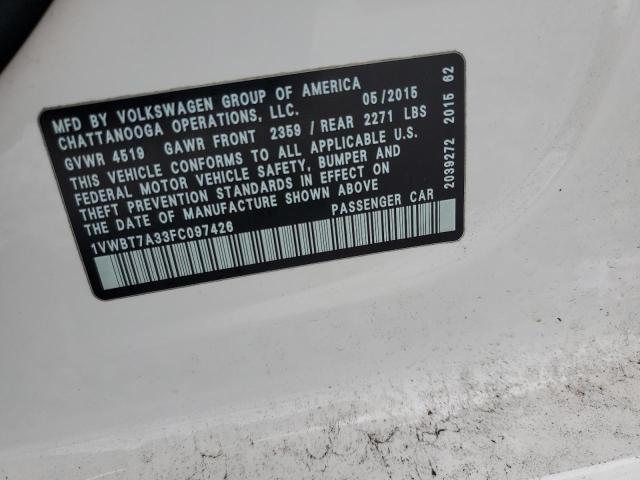 MFD BY VOLKSWAGEN GROUP OF AMERICA
CHATTANOOGA OPERATIONS, LLC. 05/2015
GVWR 4519 GAWR FRONT 2359 / REAR 2271 LBS
THIS VEHICLE CONFORMS TO ALL APPLICABLE U.S.
FEDERAL MOTOR VEHICLE SAFETY, BUMPER AND
THEFT PREVENTION STANDARDS IN EFFECT ON
THE DATE OF MANUFACTURE SHOWN ABOVE
1VWBT7A33FC097426 PASSENGER CAR
2039272 2015 62